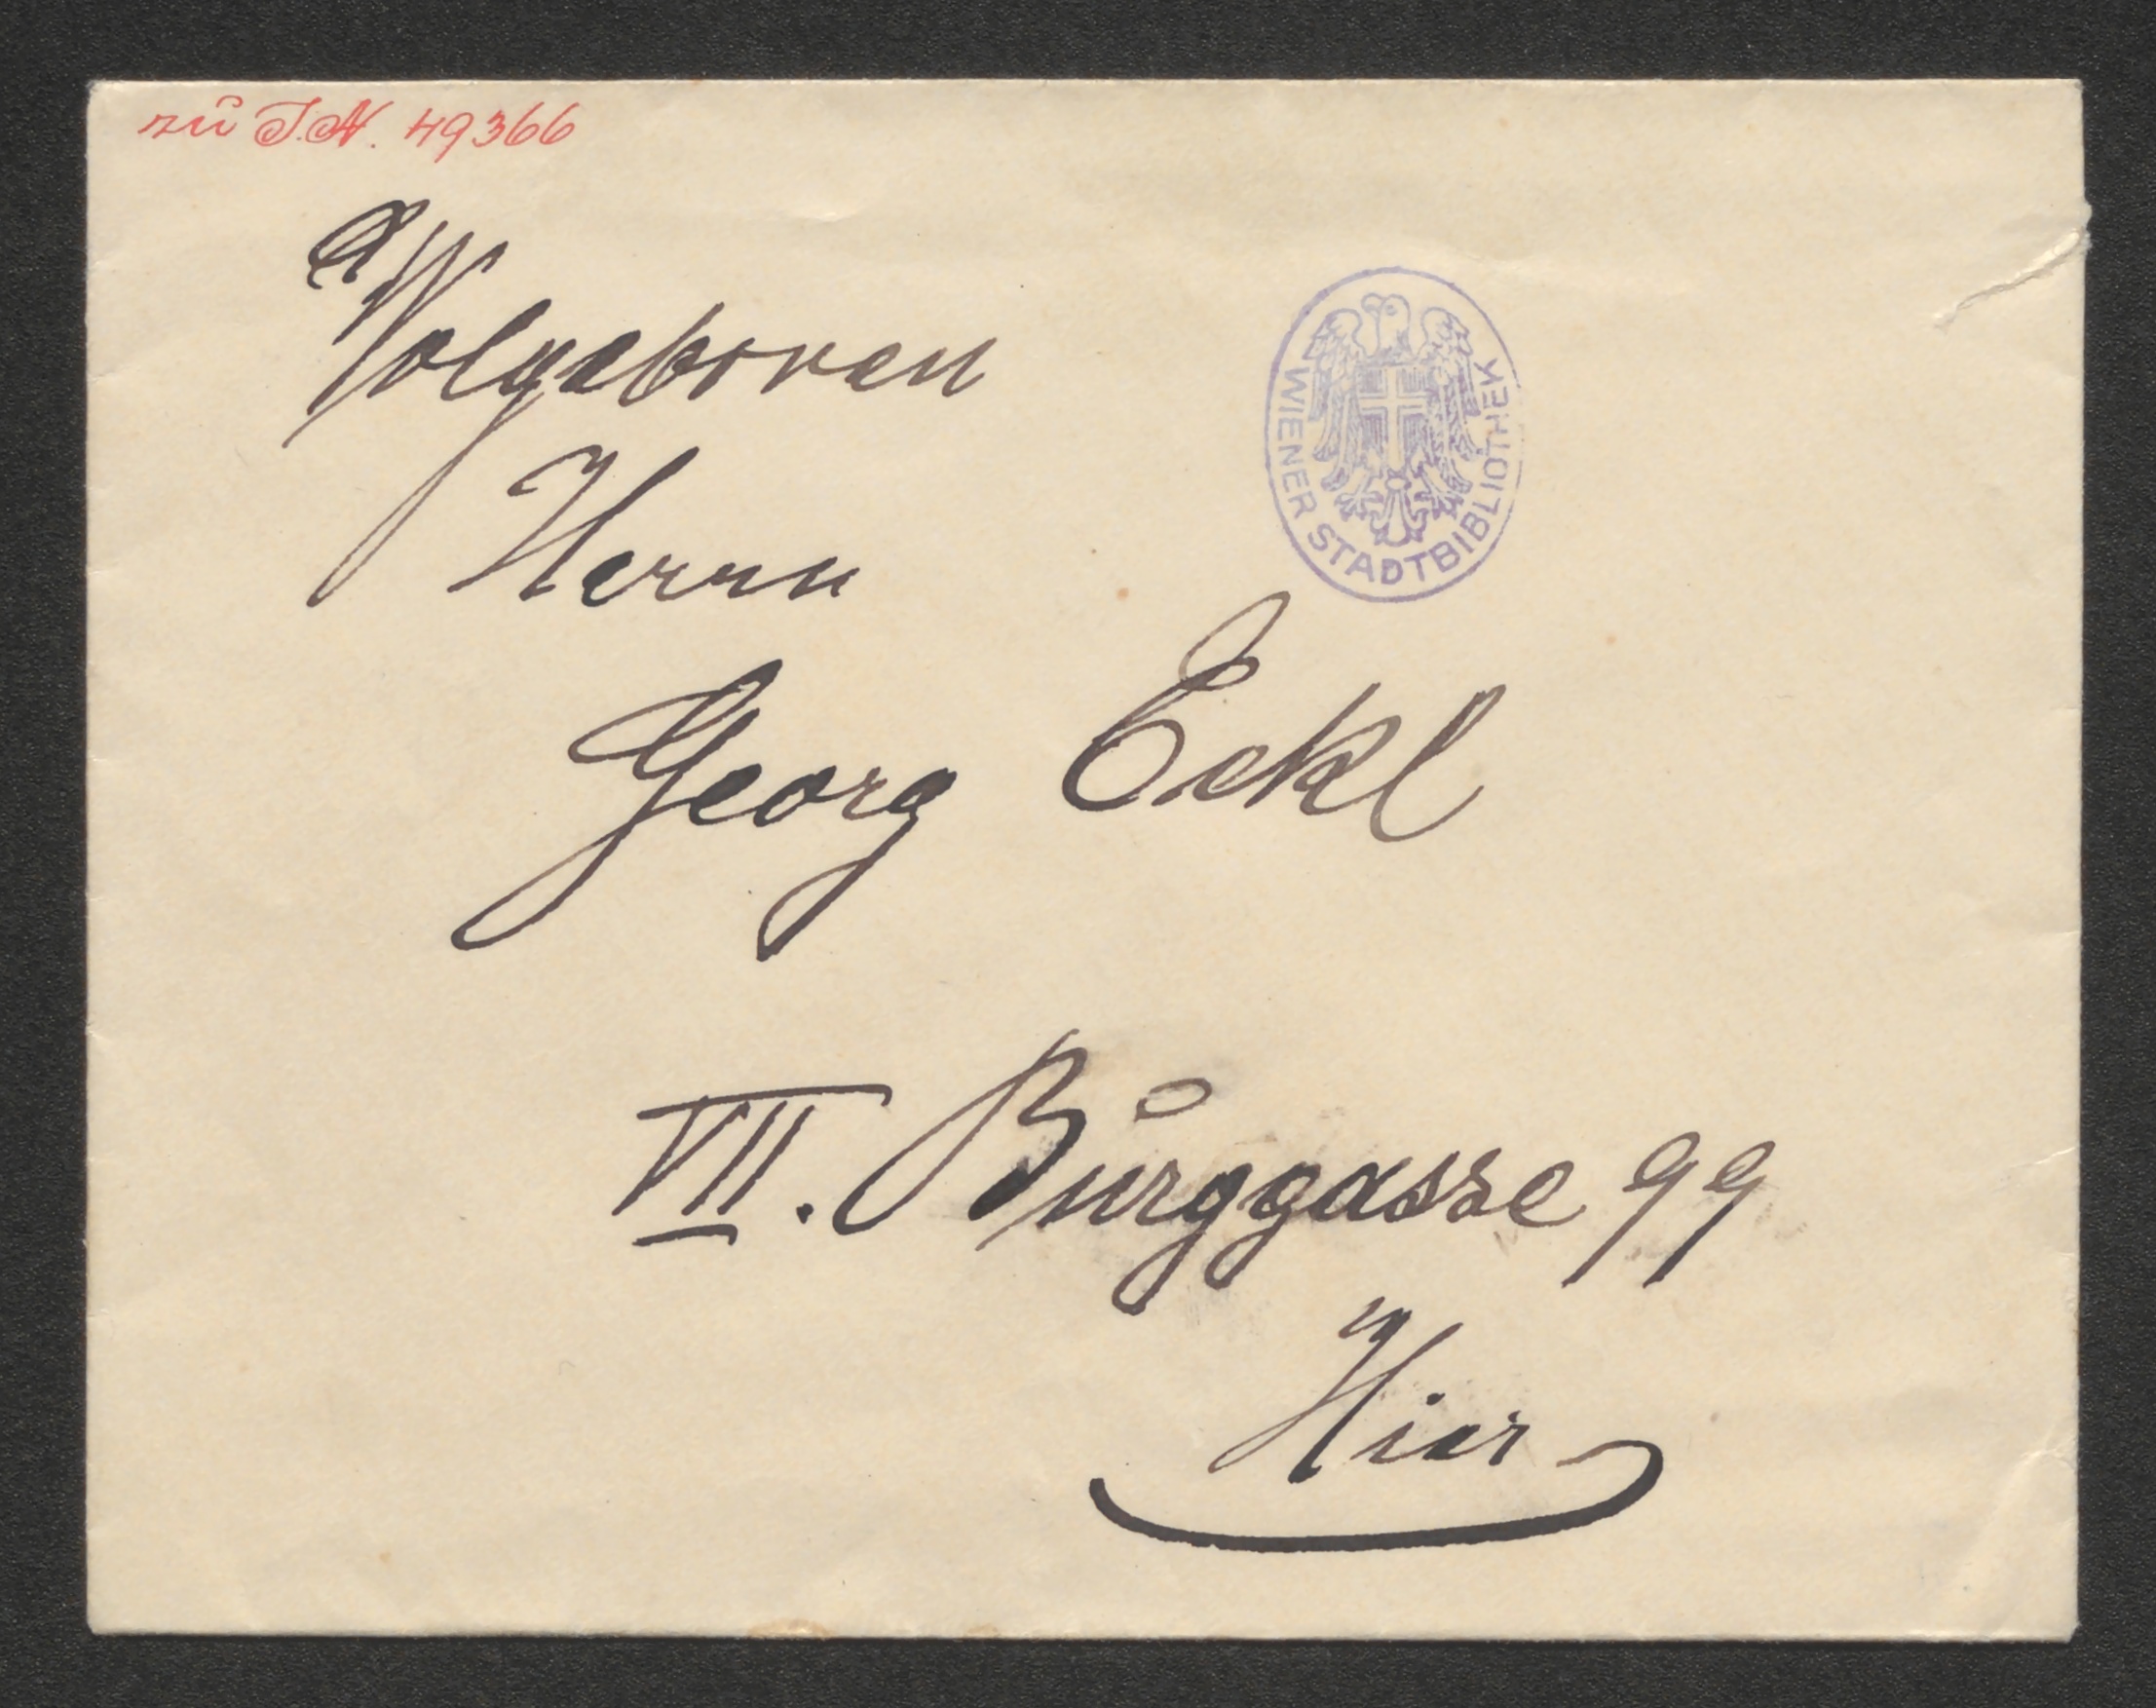 zu I.N. 49366
Wolgeboren
Herrn
Georg Eckl
VII. Burggasse 99
Hier
WIENER STADTBIBLIOTHEK